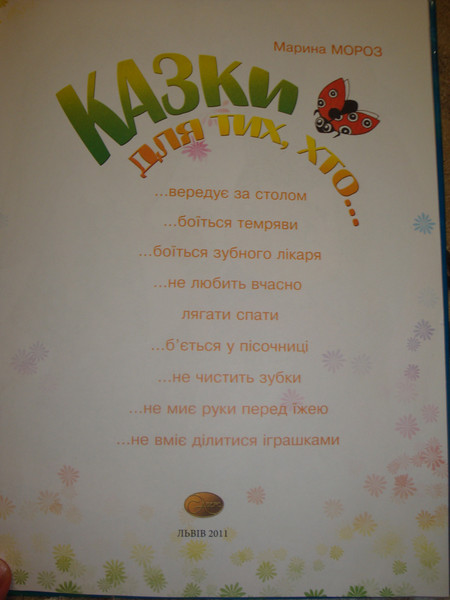 Марина МОРОЗ
КАЗКИ
ДЛЯ ТИХ, ХТО...
...вередує за столом
...боїться темряви
...боїться зубного лікаря
...не любить вчасно
лягати спати
...б'ється у пісочниці
...не чистить зубки
...не миє руки перед їжею
...не вміє ділитися іграшками
ЛЬВІВ 2011